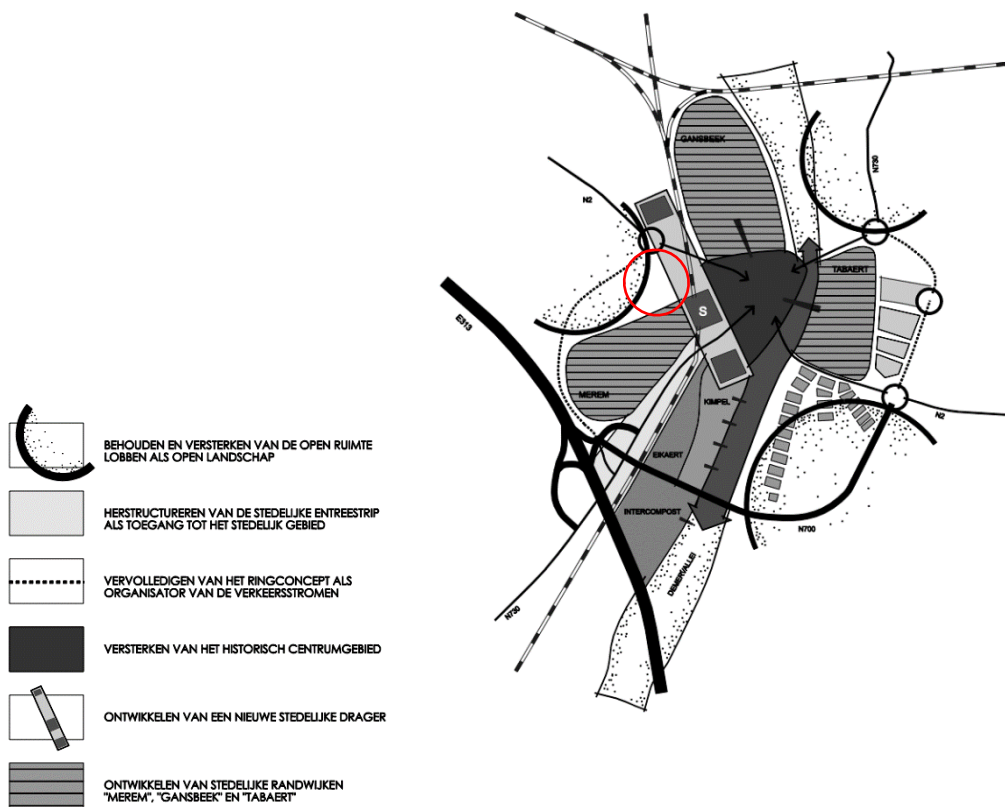 GANSBEEK
N730
N2
TABAERT
S
E313
MEREM
KIMPEL
N2
EIKAERT
INTERCOMPOST
N700
DEMERVALLEI
N730
BEHOUDEN EN VERSTERKEN VAN DE OPEN RUIMTE
LOBBEN ALS OPEN LANDSCHAP
HERSTRUCTUREREN VAN DE STEDELIJKE ENTREESTRIP
ALS TOEGANG TOT HET STEDELIJK GEBIED
VERVOLLEDIGEN VAN HET RINGCONCEPT ALS
ORGANISATOR VAN DE VERKEERSSTROMEN
VERSTERKEN VAN HET HISTORISCH CENTRUMGEBIED
ONTWIKKELEN VAN EEN NIEUWE STEDELIJKE DRAGER
ONTWIKKELEN VAN STEDELIJKE RANDWIJKEN
"MEREM", "GANSBEEK" EN "TABAERT"